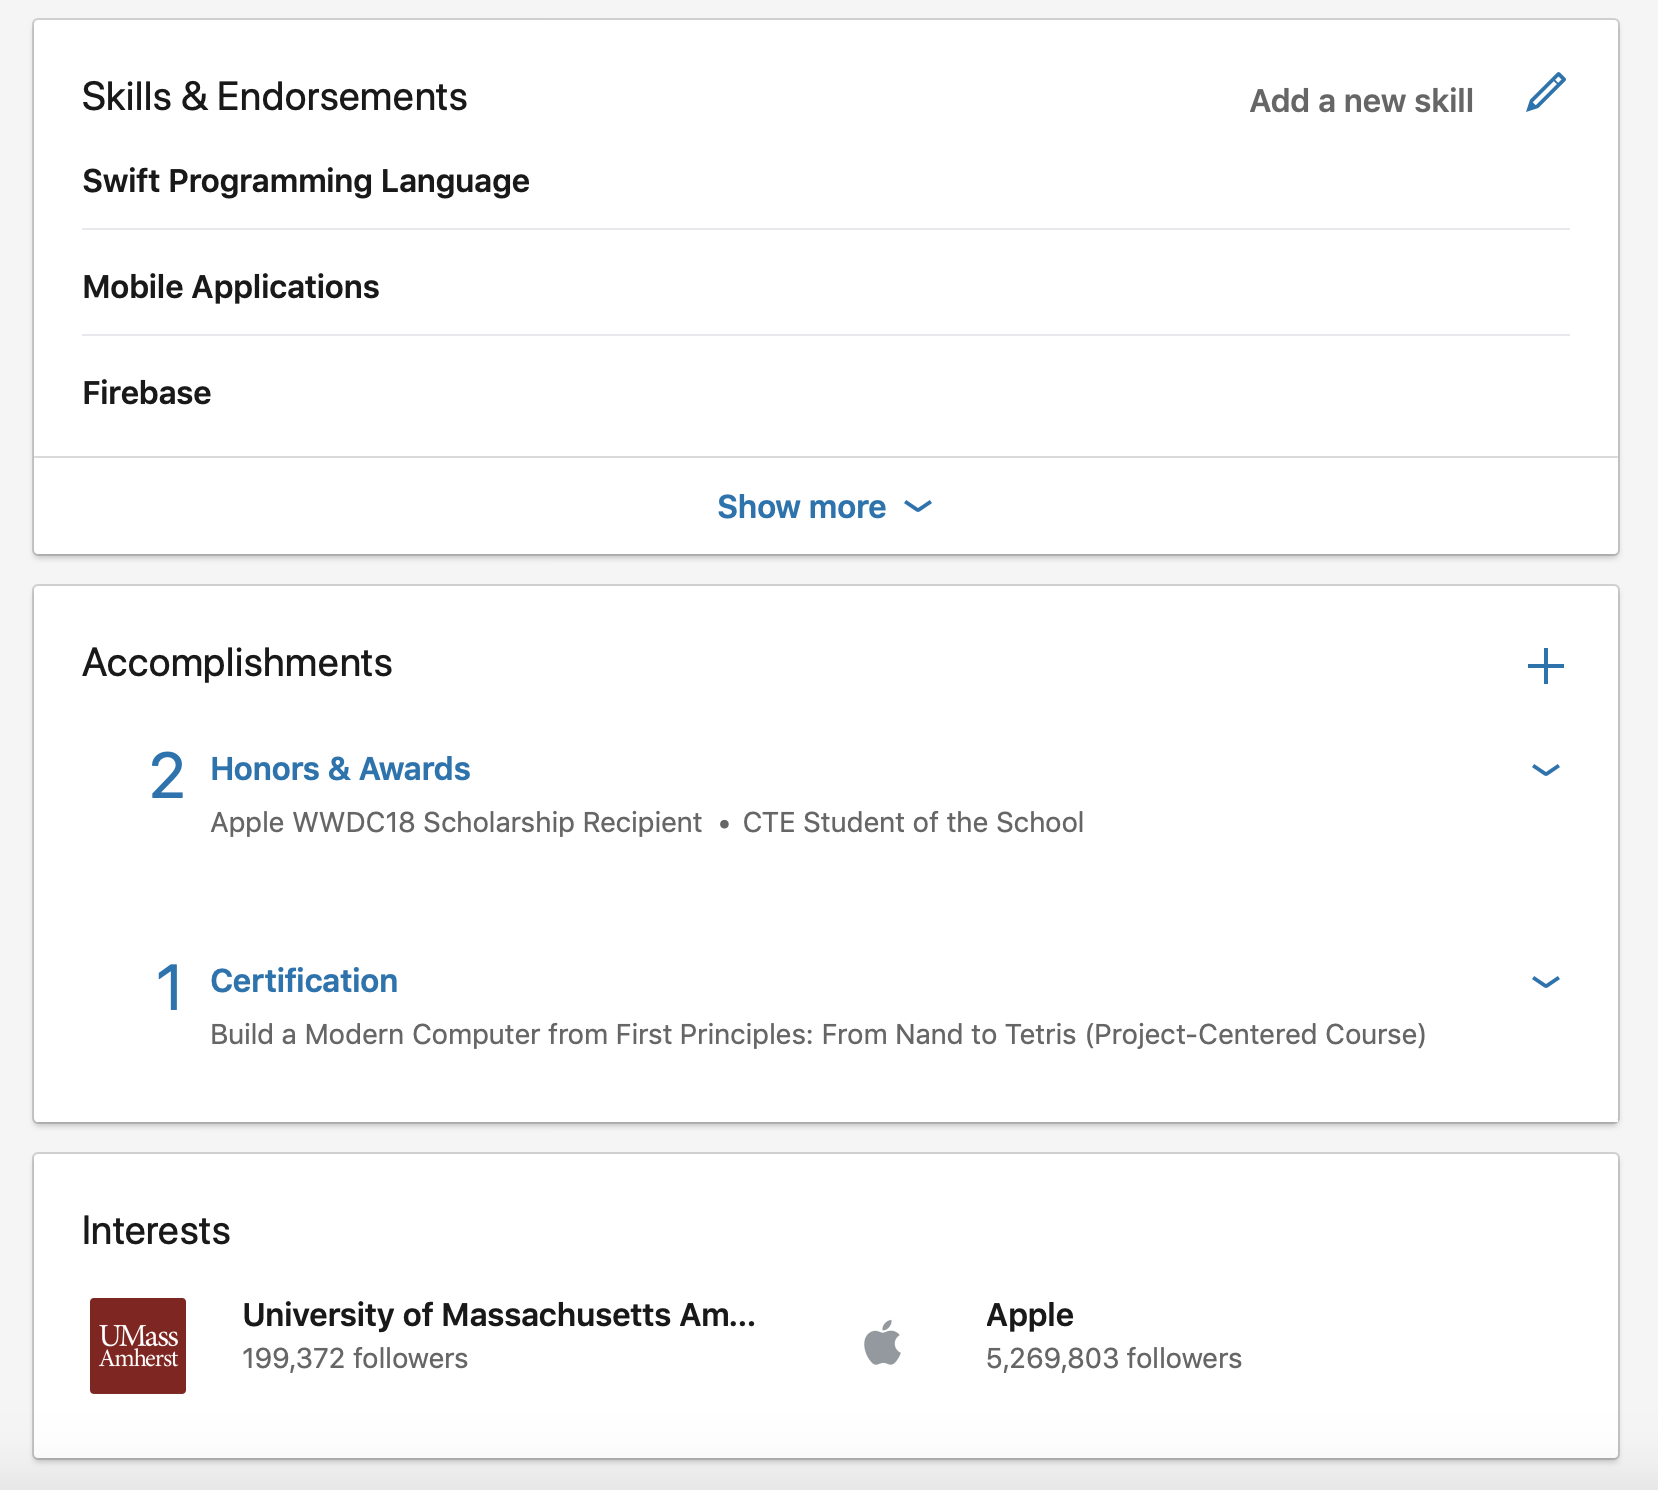 Skills & Endorsements
Add a new skill
Swift Programming Language
Mobile Applications
Firebase
Show more
Accomplishments
2 Honors & Awards
Apple WWDC18 Scholarship Recipient • CTE Student of the School
1 Certification
Build a Modern Computer from First Principles: From Nand to Tetris (Project-Centered Course)
Interests
UMass
Amherst
University of Massachusetts Am...
199,372 followers
Apple
5,269,803 followers